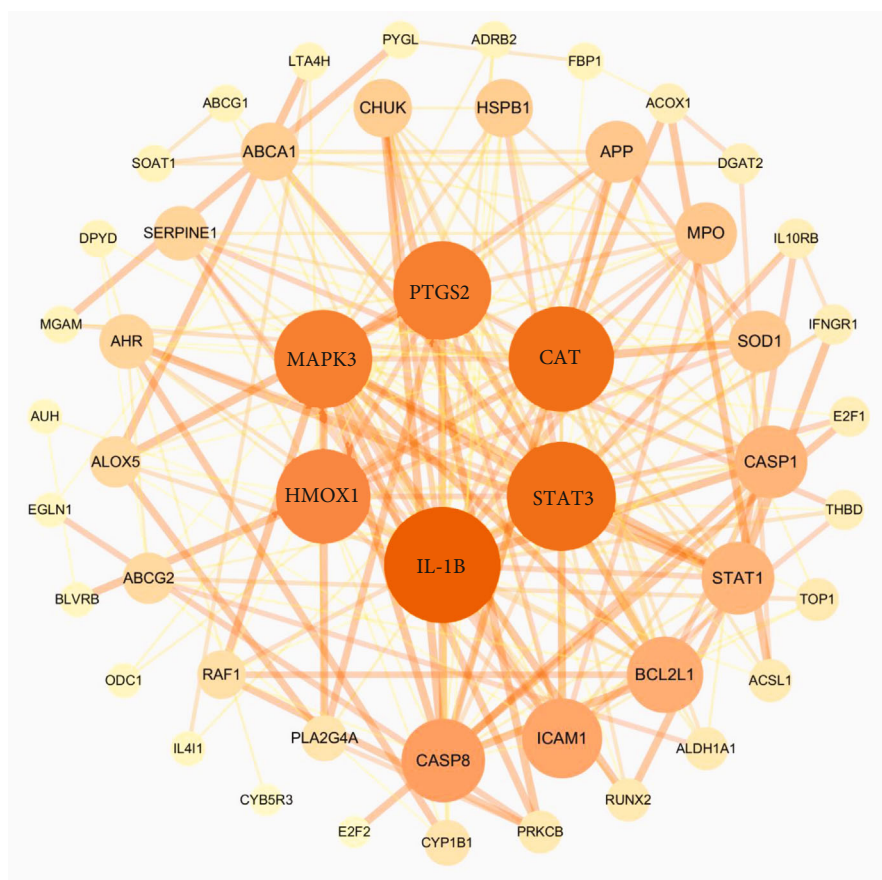 PYGL
ADRB2
LTA4H
FBP1
ABCG1
CHUK
HSPB1
ACOX1
SOAT1
ABCA1
APP
DGAT2
DPYD
SERPINE1
MPO
IL10RB
PTGS2
MGAM
AHR
MAPK3
CAT
SOD1
IFNGR1
AUH
E2F1
ALOX5
CASP1
EGLN1
HMOX1
STAT3
THBD
IL-1B
ABCG2
STAT1
BLVRB
TOP1
ODC1
RAF1
BCL2L1
ACSL1
IL4I1
PLA2G4A
CASP8
ICAM1
ALDH1A1
CYB5R3
RUNX2
E2F2
CYP1B1
PRKCB